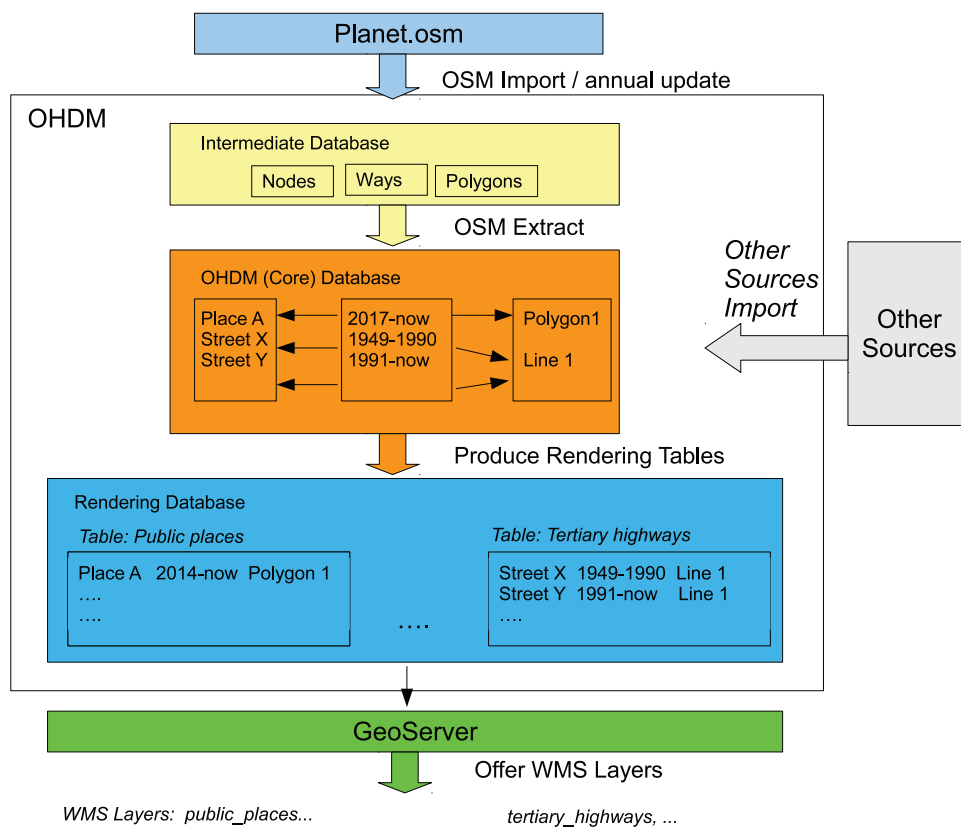 Planet.osm
OSM Import / annual update
OHDM
Intermediate Database
Nodes
Ways
Polygons
OSM Extract
OHDM (Core) Database
Place A
Street X
Street Y
2017-now
1949-1990
1991-now
Polygon1
Line 1
Other
Sources
Import
Other
Sources
Produce Rendering Tables
Rendering Database
Table: Public places
Place A 2014-now Polygon 1
....
....
....
Table: Tertiary highways
Street X 1949-1990 Line 1
Street Y 1991-now Line 1
....
GeoServer
Offer WMS Layers
WMS Layers: public_places...
tertiary_highways, ...